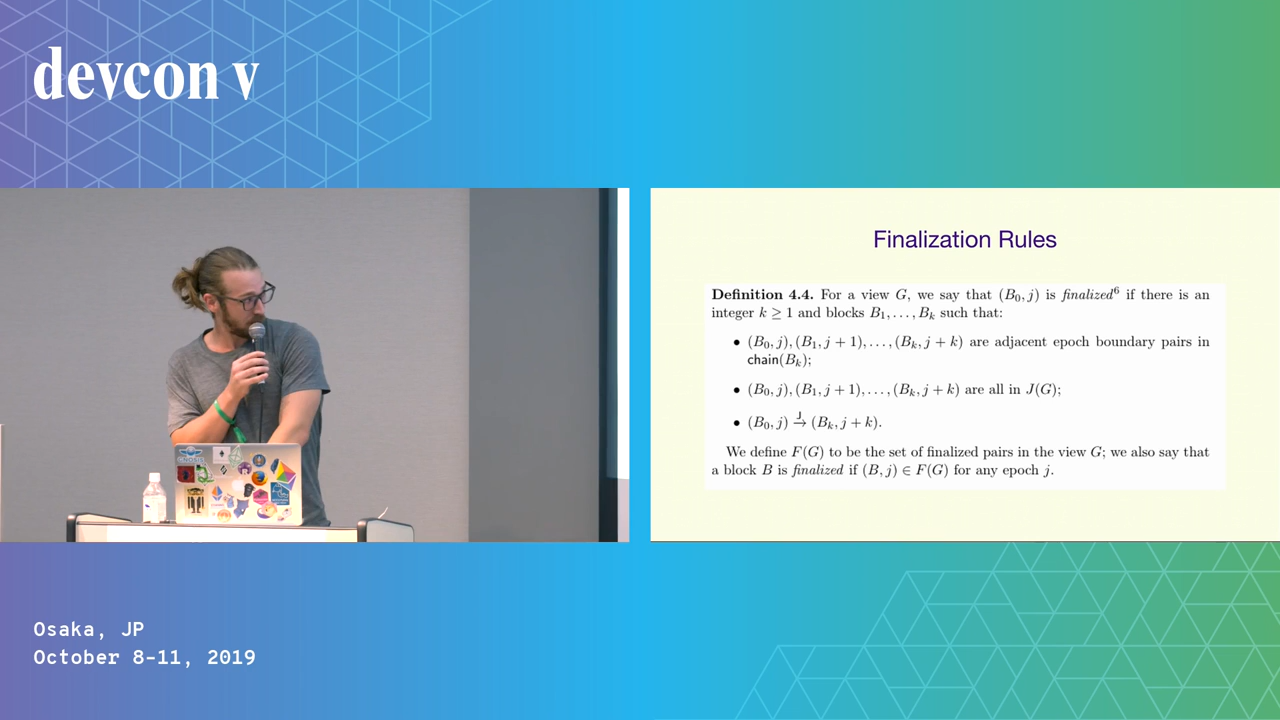 devcon v
Finalization Rules
Definition 4.4. For a view G, we say that (B₀, j) is finalized⁶ if there is an
integer k ≥ 1 and blocks B₁, . . . , Bₖ such that:
• (B₀, j), (B₁, j + 1), . . . , (Bₖ, j + k) are adjacent epoch boundary pairs in
chain(Bₖ);
• (B₀, j), (B₁, j + 1), . . . , (Bₖ, j + k) are all in J(G);
• (B₀, j) →ᴶ (Bₖ, j + k).
We define F(G) to be the set of finalized pairs in the view G; we also say that
a block B is finalized if (B, j) ∈ F(G) for any epoch j.
Osaka, JP
October 8-11, 2019